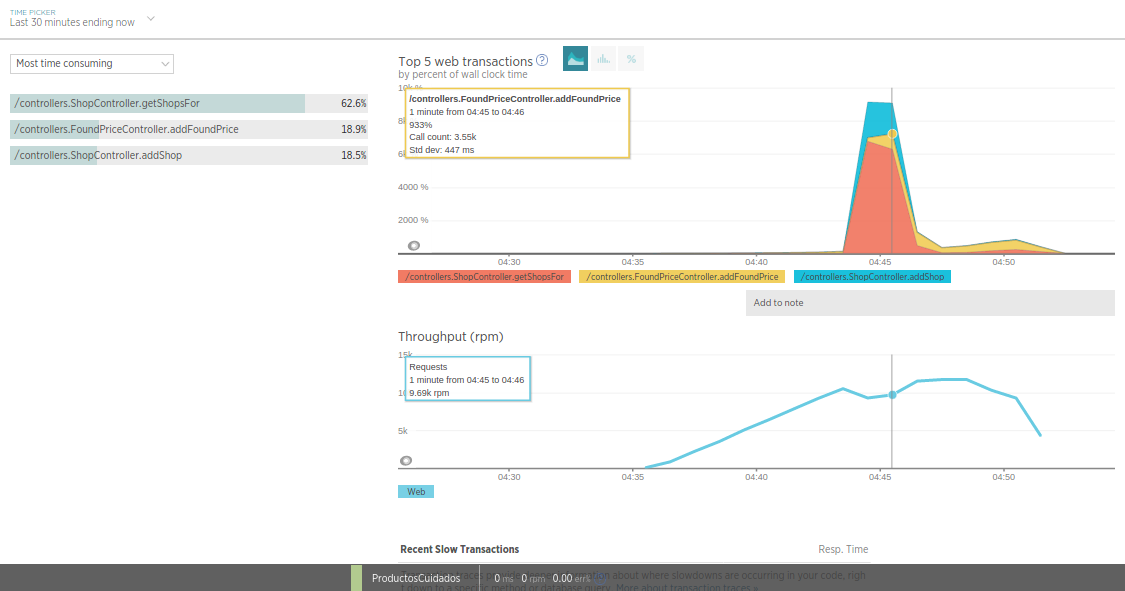 TIME PICKER
Last 30 minutes ending now
Most time consuming
/controllers.ShopController.getShopsFor 62.6%
/controllers.FoundPriceController.addFoundPrice 18.9%
/controllers.ShopController.addShop 18.5%
Top 5 web transactions ?
%
by percent of wall clock time
/controllers.FoundPriceController.addFoundPrice
1 minute from 04:45 to 04:46
933%
Call count: 3.55k
Std dev: 447 ms
4000 %
2000 %
04:30 04:35 04:40 04:45 04:50
/controllers.ShopController.getShopsFor /controllers.FoundPriceController.addFoundPrice /controllers.ShopController.addShop
Add to note
Throughput (rpm)
15k
Requests
1 minute from 04:45 to 04:46
9.69k rpm
5k
04:30 04:35 04:40 04:45 04:50
Web
Recent Slow Transactions Resp. Time
ProductosCuidados 0 ms 0 rpm 0.00 err%
about where slowdowns are occurring in your code, righ
t down to a specific method or database query. More about transaction traces »